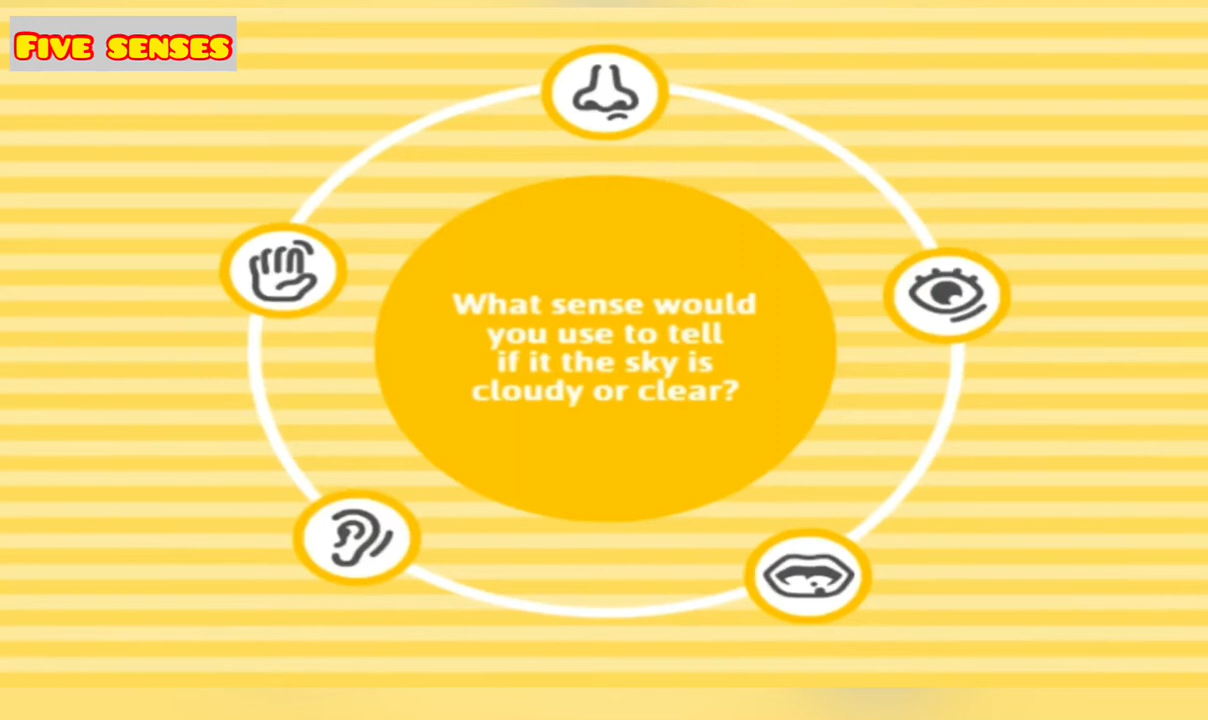 Five senses
What sense would
you use to tell
if it the sky is
cloudy or clear?